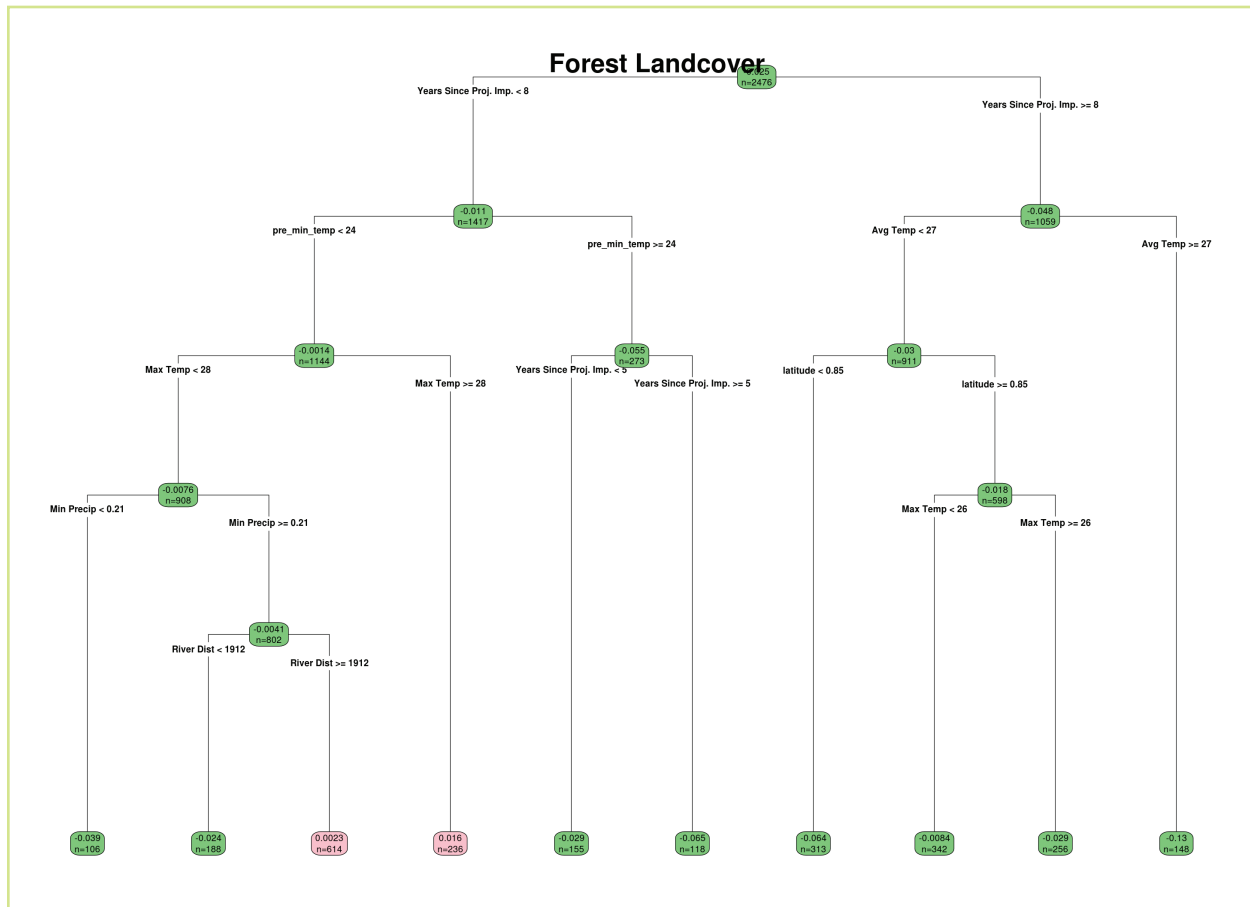 Forest Landcover
n=2476
Years Since Proj. Imp. < 8
Years Since Proj. Imp. >= 8
-0.011
n=1417
-0.048
n=1059
pre_min_temp < 24
pre_min_temp >= 24
Avg Temp < 27
Avg Temp >= 27
-0.0014
n=1144
-0.055
n=273
-0.03
n=911
Max Temp < 28
Max Temp >= 28
Years Since Proj. Imp. < 5
Years Since Proj. Imp. >= 5
latitude < 0.85
latitude >= 0.85
-0.0076
n=908
-0.018
n=598
Min Precip < 0.21
Min Precip >= 0.21
Max Temp < 26
Max Temp >= 26
-0.0041
n=802
River Dist < 1912
River Dist >= 1912
-0.039
n=106
-0.024
n=188
0.0023
n=614
0.016
n=236
-0.029
n=155
-0.065
n=118
-0.064
n=313
-0.0084
n=342
-0.029
n=256
-0.13
n=148